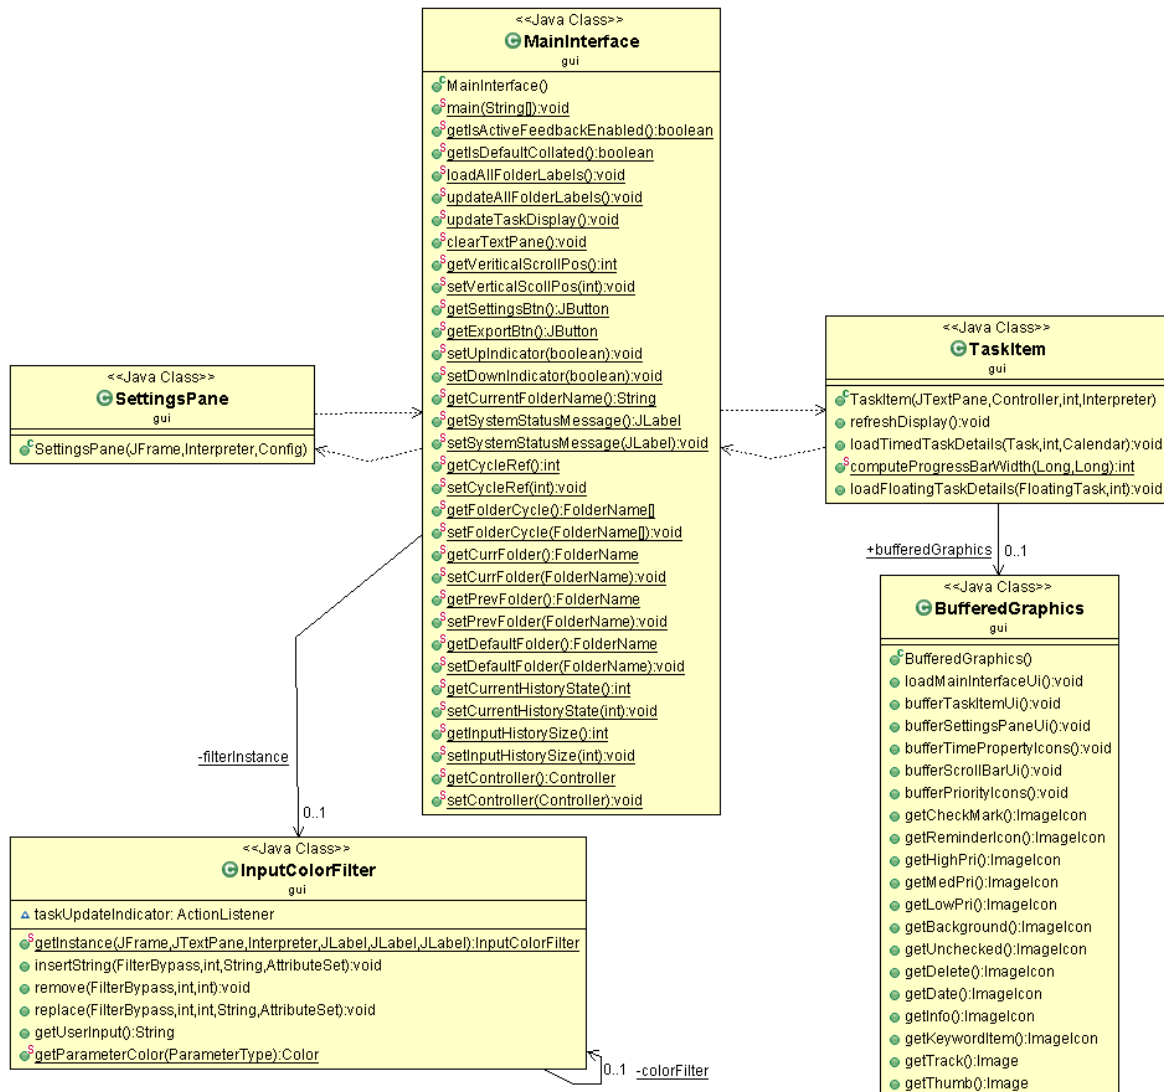 <<Java Class>>
MainInterface
gui
MainInterface()
main(String[]):void
getIsActiveFeedbackEnabled():boolean
getIsDefaultCollated():boolean
loadAllFolderLabels():void
updateAllFolderLabels():void
updateTaskDisplay():void
clearTextPane():void
getVeriticalScrollPos():int
setVerticalScollPos(int):void
getSettingsBtn():JButton
getExportBtn():JButton
setUpIndicator(boolean):void
setDownIndicator(boolean):void
getCurrentFolderName():String
getSystemStatusMessage():JLabel
setSystemStatusMessage(JLabel):void
getCycleRef():int
setCycleRef(int):void
getFolderCycle():FolderName[]
setFolderCycle(FolderName[]):void
getCurrFolder():FolderName
setCurrFolder(FolderName):void
getPrevFolder():FolderName
setPrevFolder(FolderName):void
getDefaultFolder():FolderName
setDefaultFolder(FolderName):void
getCurrentHistoryState():int
setCurrentHistoryState(int):void
getInputHistorySize():int
setInputHistorySize(int):void
getController():Controller
setController(Controller):void
<<Java Class>>
SettingsPane
gui
SettingsPane(JFrame,Interpreter,Config)
<<Java Class>>
TaskItem
gui
TaskItem(JTextPane,Controller,int,Interpreter)
refreshDisplay():void
loadTimedTaskDetails(Task,int,Calendar):void
computeProgressBarWidth(Long,Long):int
loadFloatingTaskDetails(FloatingTask,int):void
+bufferedGraphics 0..1
<<Java Class>>
BufferedGraphics
gui
BufferedGraphics()
loadMainInterfaceUi():void
bufferTaskItemUi():void
bufferSettingsPaneUi():void
bufferTimePropertyIcons():void
bufferScrollBarUi():void
bufferPriorityIcons():void
getCheckMark():ImageIcon
getReminderIcon():ImageIcon
getHighPri():ImageIcon
getMedPri():ImageIcon
getLowPri():ImageIcon
getBackground():ImageIcon
getUnchecked():ImageIcon
getDelete():ImageIcon
getDate():ImageIcon
getInfo():ImageIcon
getKeywordItem():ImageIcon
getTrack():Image
getThumb():Image
-filterInstance
0..1
<<Java Class>>
InputColorFilter
gui
taskUpdateIndicator: ActionListener
getInstance(JFrame,JTextPane,Interpreter,JLabel,JLabel,JLabel):InputColorFilter
insertString(FilterBypass,int,String,AttributeSet):void
remove(FilterBypass,int,int):void
replace(FilterBypass,int,int,String,AttributeSet):void
getUserInput():String
getParameterColor(ParameterType):Color
0..1 -colorFilter